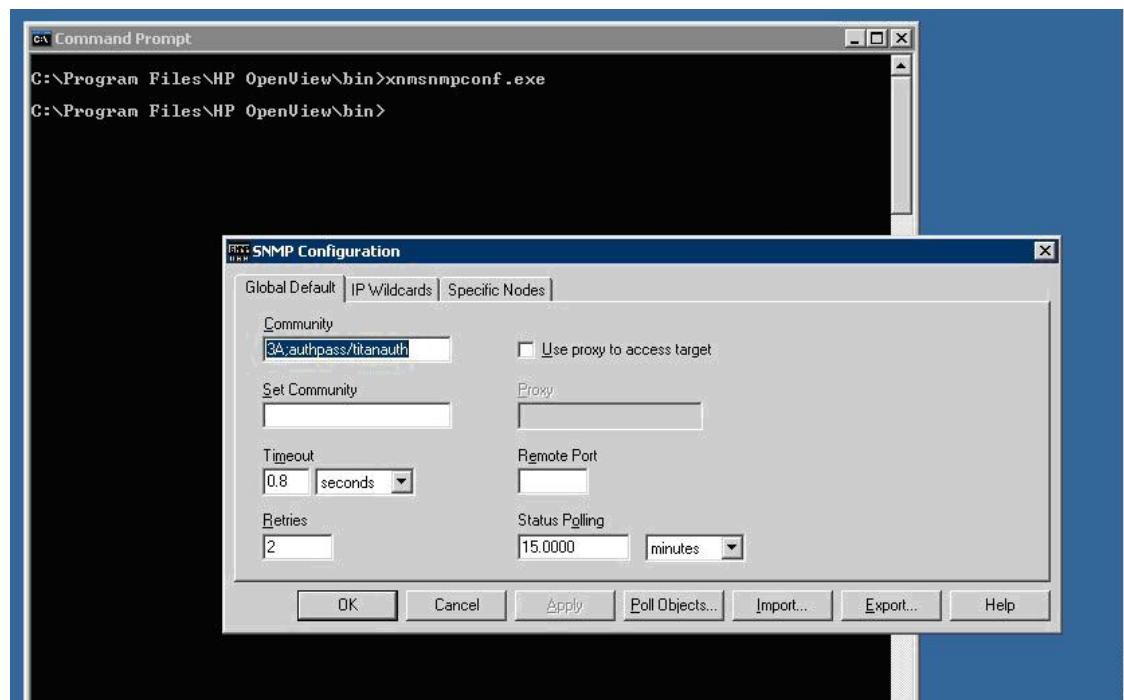 Command Prompt
C:\Program Files\HP OpenView\bin>xnmsnmpconf.exe
C:\Program Files\HP OpenView\bin>
SNMP Configuration
Global Default IP Wildcards Specific Nodes
Community
3A:authpass/titanauth Use proxy to access target
Set Community Proxy
Timeout Remote Port
0.8 seconds
Retries Status Polling
2 15.0000 minutes
OK Cancel Apply Poll Objects... Import... Export... Help